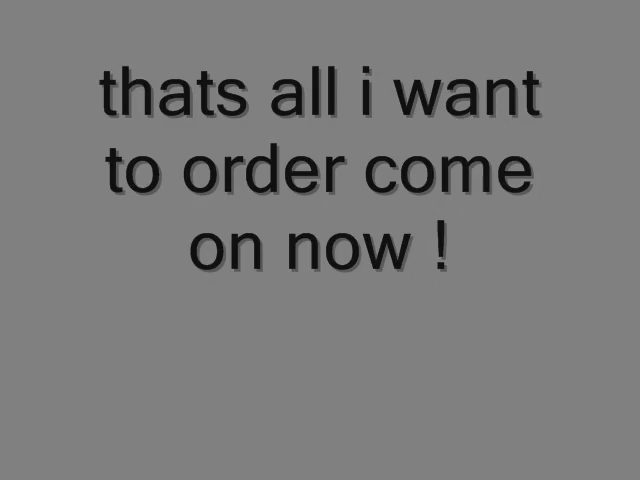 thats all i want
to order come
on now !